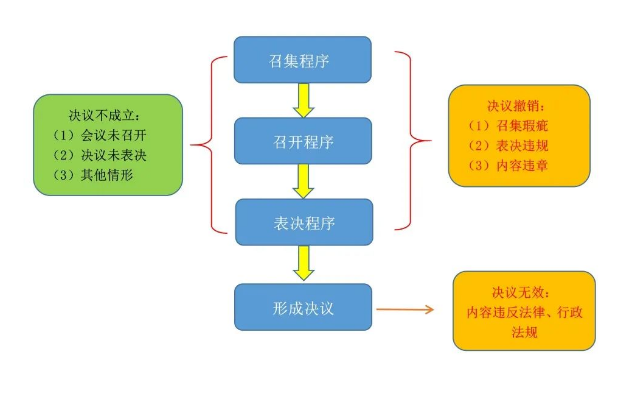 召集程序
召开程序
表决程序
形成决议
决议不成立：
（1）会议未召开
（2）决议未表决
（3）其他情形
决议撤销：
（1）召集瑕疵
（2）表决违规
（3）内容违章
决议无效：
内容违反法律、行政
法规